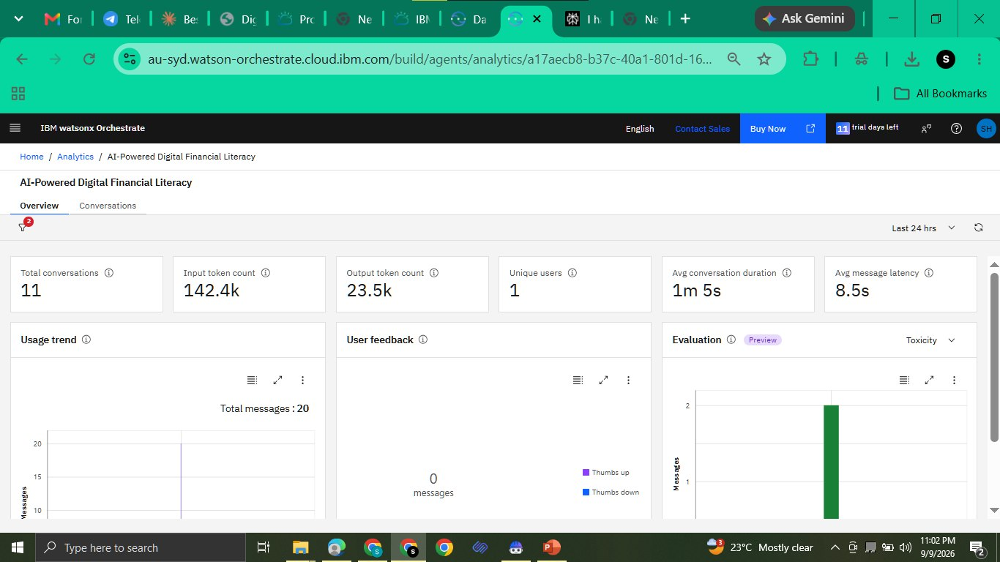 For
Tele
Bes
Dig
Pro
Ne
IBM
Da
I h
Ne
Ask Gemini
au-syd.watson-orchestrate.cloud.ibm.com/build/agents/analytics/a17aecb8-b37c-40a1-801d-16...
S
All Bookmarks
IBM watsonx Orchestrate
English
Contact Sales
Buy Now
11 trial days left
SH
Home / Analytics / AI-Powered Digital Financial Literacy
AI-Powered Digital Financial Literacy
Overview
Conversations
2
Last 24 hrs
Total conversations
11
Input token count
142.4k
Output token count
23.5k
Unique users
1
Avg conversation duration
1m 5s
Avg message latency
8.5s
Usage trend
Total messages : 20
20
15
10
Messages
User feedback
0
messages
Thumbs up
Thumbs down
Evaluation
Preview
Toxicity
2
1
Messages
Type here to search
S
S
P
3
23°C Mostly clear
11:02 PM
9/9/2026
2